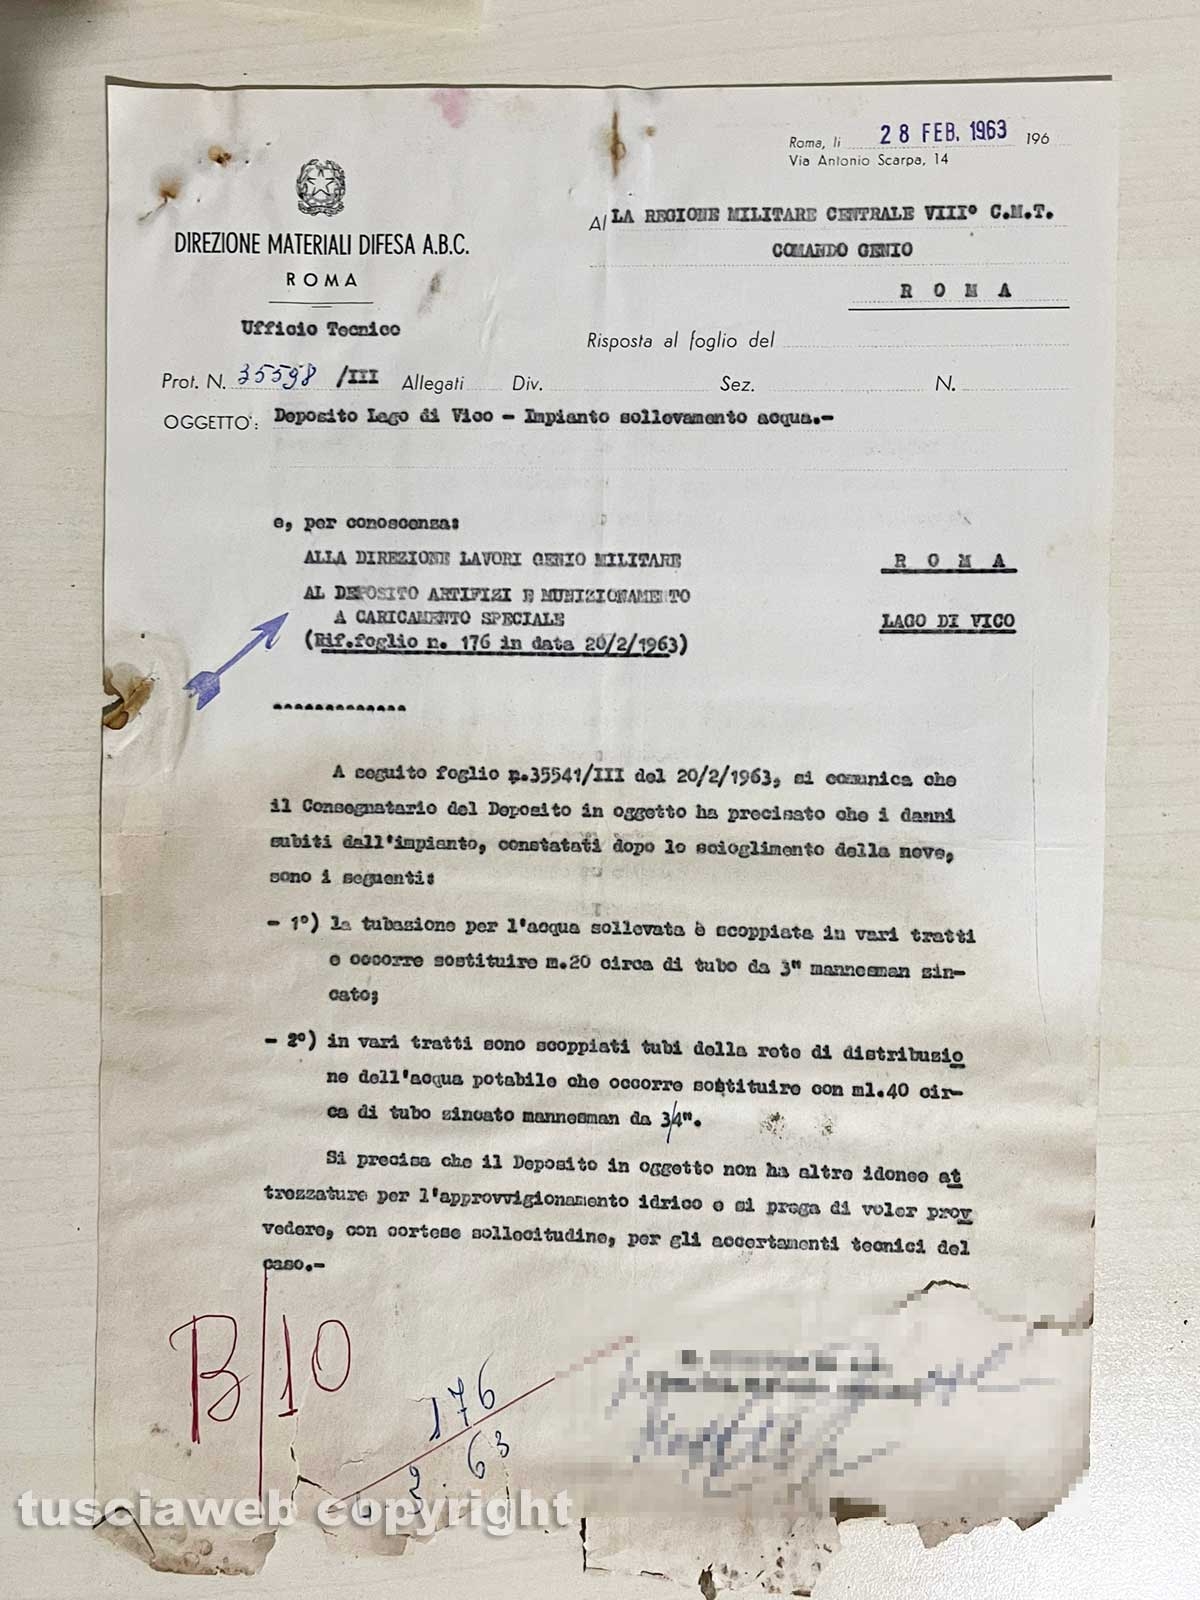 Roma, li 28 FEB. 1963 196
Via Antonio Scarpa, 14
DIREZIONE MATERIALI DIFESA A.B.C.
ROMA
Ufficio Tecnico
Al LA REGIONE MILITARE CENTRALE VIII° C.M.T.
COMANDO GENIO
R O M A
Risposta al foglio del
Prot. N. 35598 /III Allegati Div. Sez. N.
OGGETTO: Deposito Lago di Vico - Impianto sollevamento acqua.-
e, per conoscenza:
ALLA DIREZIONE LAVORI GENIO MILITARE R O M A
AL DEPOSITO ARTIFIZI E MUNIZIONAMENTO
A CARICAMENTO SPECIALE LAGO DI VICO
(Rif.foglio n. 176 in data 20/2/1963)
A seguito foglio n.35541/III del 20/2/1963, si comunica che
il Consegnatario del Deposito in oggetto ha precisato che i danni
subiti dall'impianto, constatati dopo lo scioglimento della neve,
sono i seguenti:
- 1°) la tubazione per l'acqua sollevata è scoppiata in vari tratti
e occorre sostituire m.20 circa di tubo da 3" mannesman zin-
cato;
- 2°) in vari tratti sono scoppiati tubi della rete di distribuzio
ne dell'acqua potabile che occorre sostituire con ml.40 cir-
ca di tubo zincato mannesman da 3/4".
Si precisa che il Deposito in oggetto non ha altre idonee at
trezzature per l'approvvigionamento idrico e si prega di voler prov
vedere, con cortese sollecitudine, per gli accertamenti tecnici del
caso.-
B/10
176
2.63
tusciaweb copyright